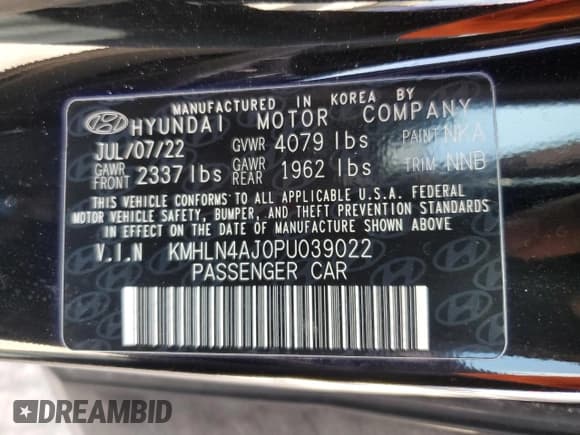 MANUFACTURED IN KOREA BY
HYUNDAI MOTOR COMPANY
JUL/07/22 GVWR 4079 lbs PAINT NKA
GAWR FRONT 2337 lbs GAWR REAR 1962 lbs TRIM NNB
THIS VEHICLE CONFORMS TO ALL APPLICABLE U.S.A. FEDERAL
MOTOR VEHICLE SAFETY, BUMPER, AND THEFT PREVENTION STANDARDS
IN EFFECT ON THE DATE OF MANUFACTURE SHOWN ABOVE
V.I.N KMHLN4AJ0PU039022
PASSENGER CAR
DREAMBID